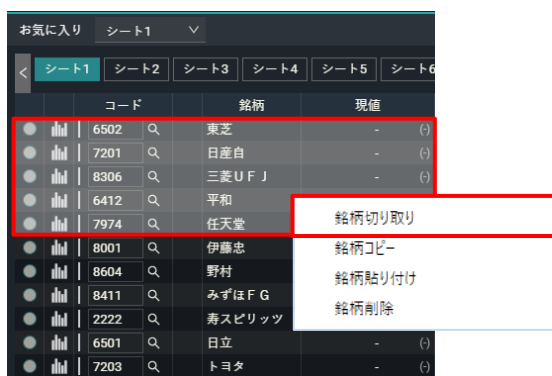 お気に入り シート1
シート1 シート2 シート3 シート4 シート5 シート6
コード 銘柄 現値
6502 東芝 - (-)
7201 日産自 - (-)
8306 三菱UFJ - (-)
6412 平和
7974 任天堂
8001 伊藤忠
8604 野村
8411 みずほFG
2222 寿スピリッツ
6501 日立 - (-)
7203 トヨタ - (-)
銘柄切り取り
銘柄コピー
銘柄貼り付け
銘柄削除